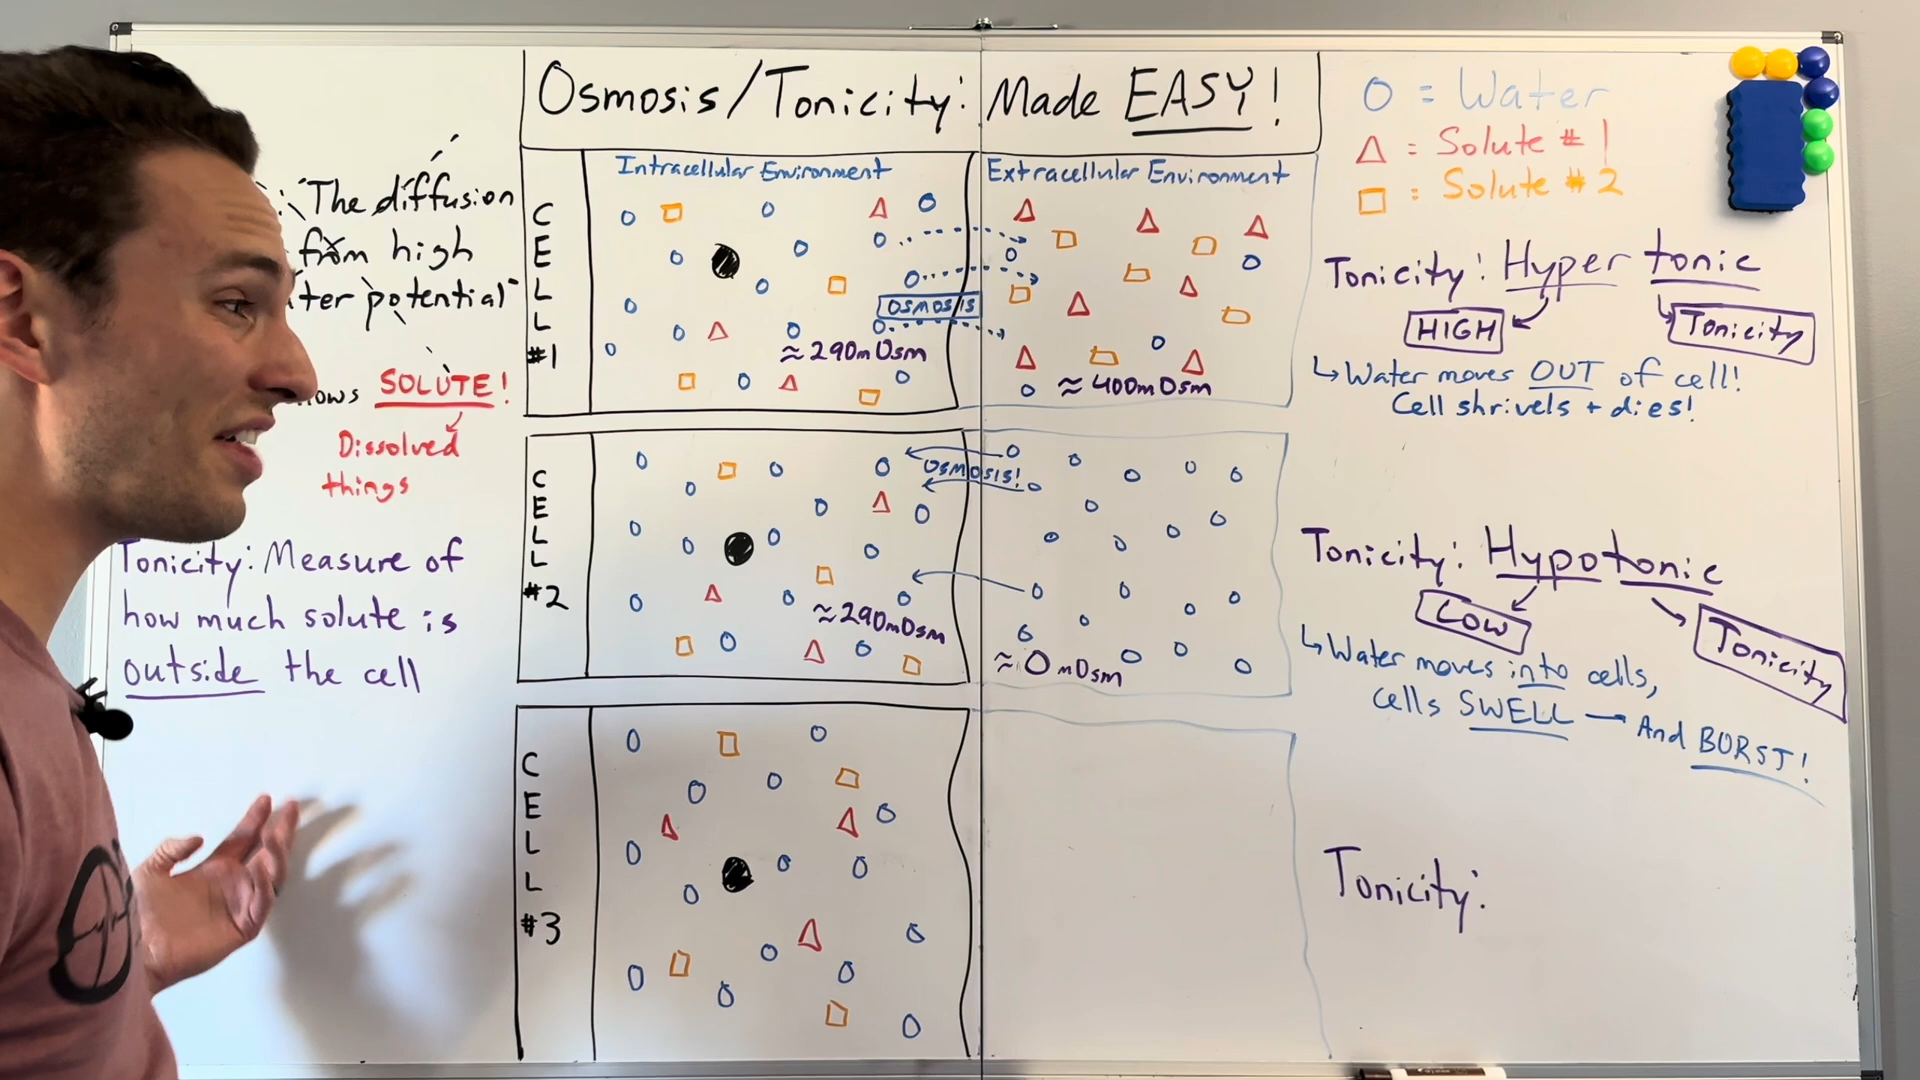 Osmosis/Tonicity: Made EASY!
"The diffusion
from high
potential"
SOLUTE!
Dissolved
things
Tonicity: Measure of
how much solute is
outside the cell
CELL
#1
Intracellular Environment
OSMOSIS
≈290mOsm
Extracellular Environment
≈400mOsm
CELL
#2
OSMOSIS!
≈290mOsm
≈0mOsm
CELL
#3
O = Water
△ = Solute #1
□ = Solute #2
Tonicity: Hyper tonic
HIGH
Tonicity
↳Water moves OUT of cell!
Cell shrivels + dies!
Tonicity: Hypotonic
LOW
Tonicity
↳Water moves into cells,
cells SWELL → And BURST!
Tonicity: